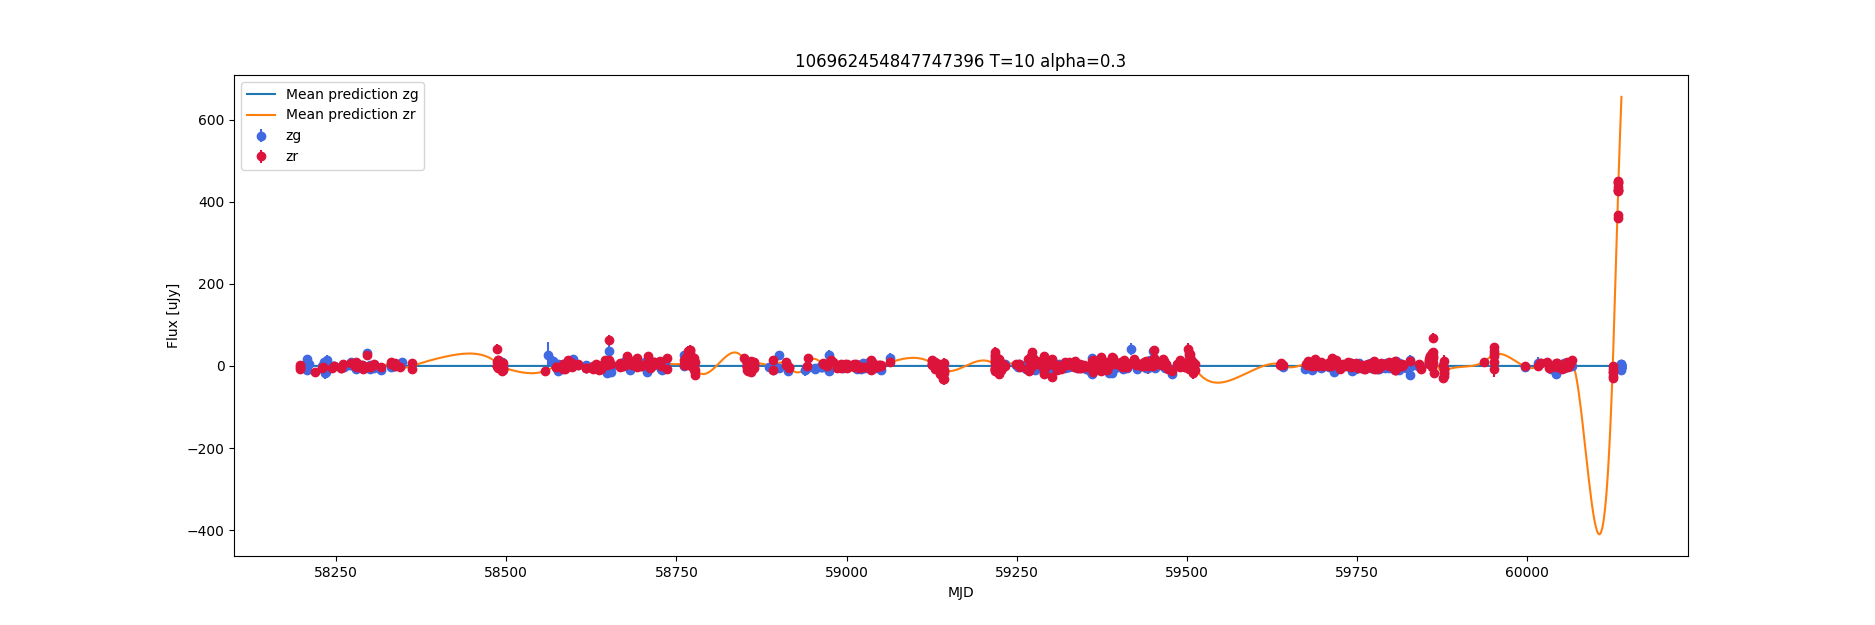 106962454847747396 T=10 alpha=0.3
Mean prediction zg
Mean prediction zr
zg
zr
Flux [uJy]
600
400
200
0
−200
−400
58250 58500 58750 59000 59250 59500 59750 60000
MJD